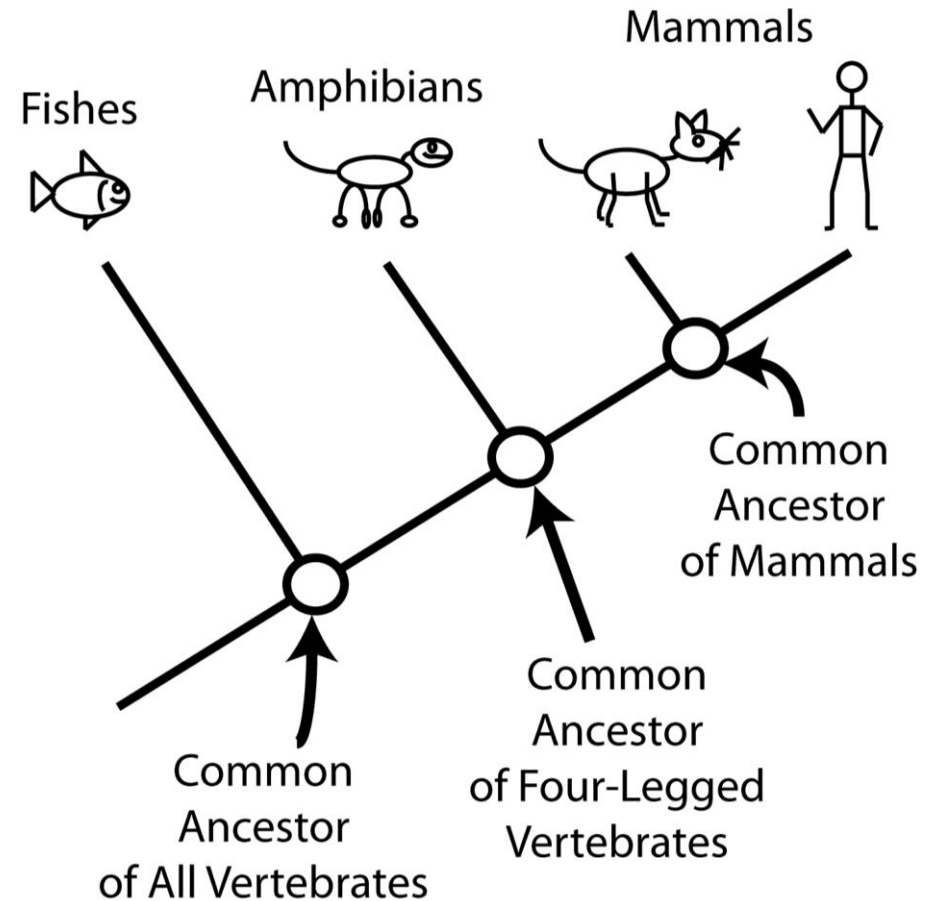 Mammals
Amphibians
Fishes
Common
Ancestor
of Mammals
Common
Ancestor
of Four-Legged
Vertebrates
Common
Ancestor
of All Vertebrates